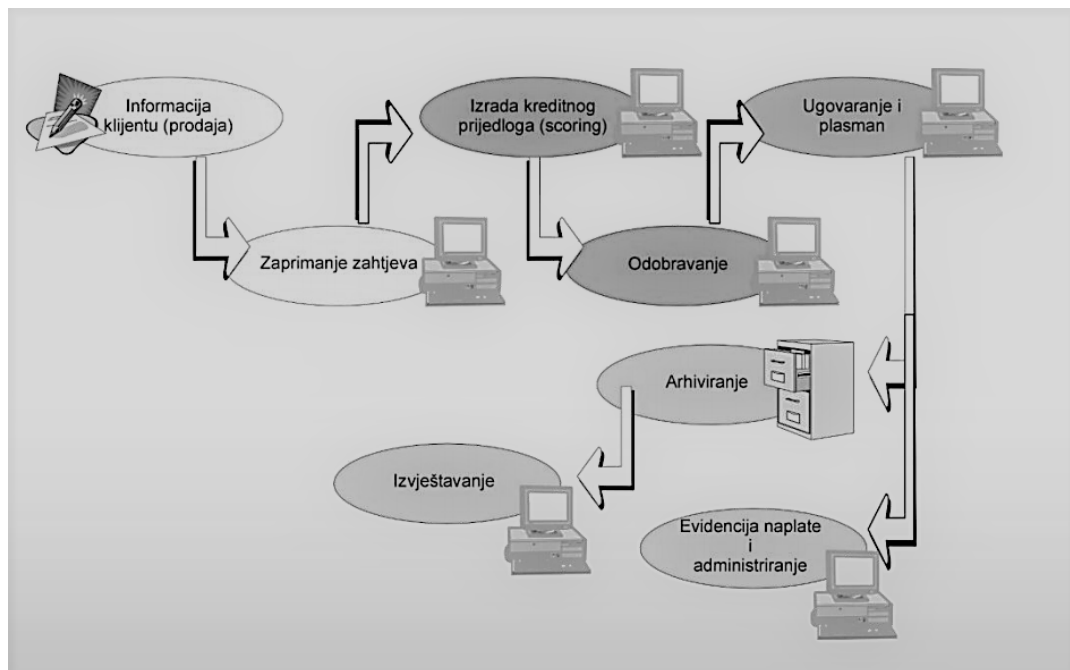 Informacija
klijentu (prodaja)
Izrada kreditnog
prijedloga (scoring)
Ugovaranje i
plasman
Zaprimanje zahtjeva
Odobravanje
Arhiviranje
Izvještavanje
Evidencija naplate
i
administriranje